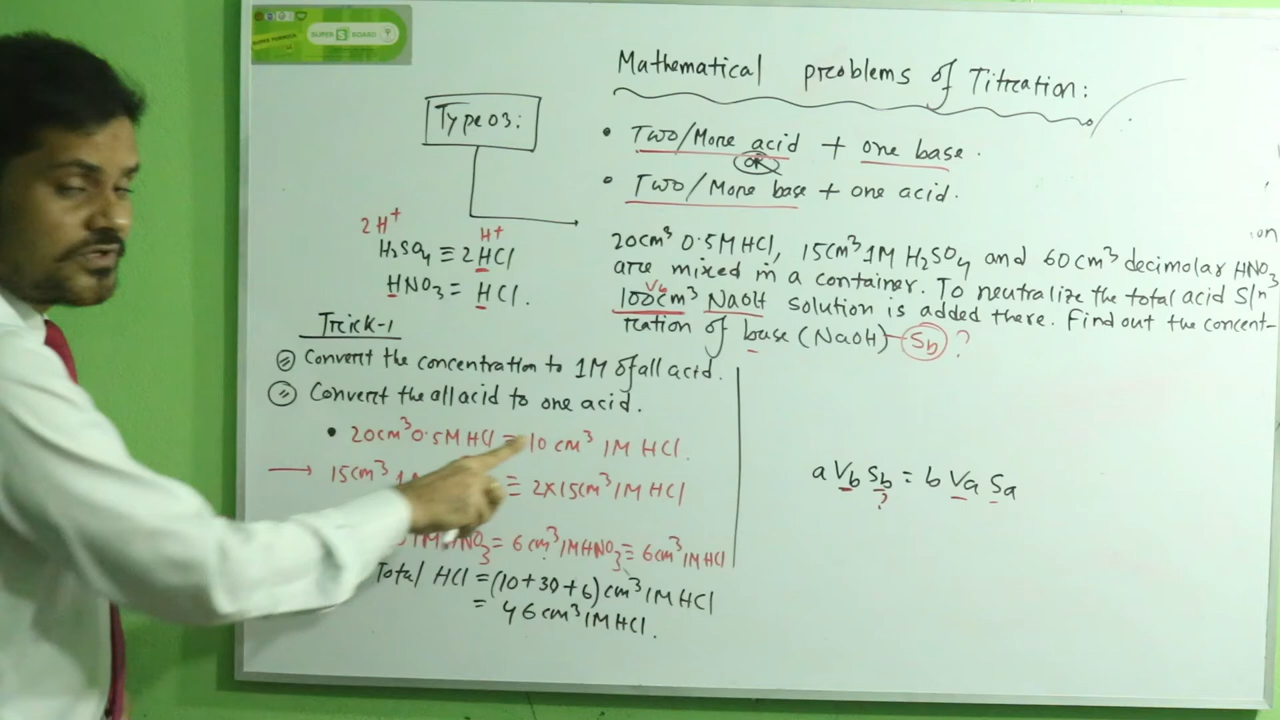 SUPER S BOARD
Mathematical problems of Titration:
Type 03:
• Two/More acid + one base.
OR
• Two/More base + one acid.
2H⁺
H⁺
H₂SO₄ ≡ 2HCl
HNO₃ = HCl.
20cm³ 0.5M HCl, 15cm³ 1M H₂SO₄ and 60cm³ decimolar HNO₃
are mixed in a container. To neutralize the total acid Slⁿ
Vb
100cm³ NaOH solution is added there. Find out the concent-
tration of base (NaOH) Sb ?
ion
Trick-1
Convert the concentration to 1M of all acid.
Convert the all acid to one acid.
• 20cm³ 0.5M HCl ≡ 10 cm³ 1M HCl.
→ 15cm³ ≡ 2×15cm³ 1M HCl
1M HNO₃ = 6cm³ 1M HNO₃ ≡ 6cm³ 1M HCl
Total HCl = (10+30+6) cm³ 1M HCl
= 46 cm³ 1M HCl.
a Vb Sb = b Va Sa
?